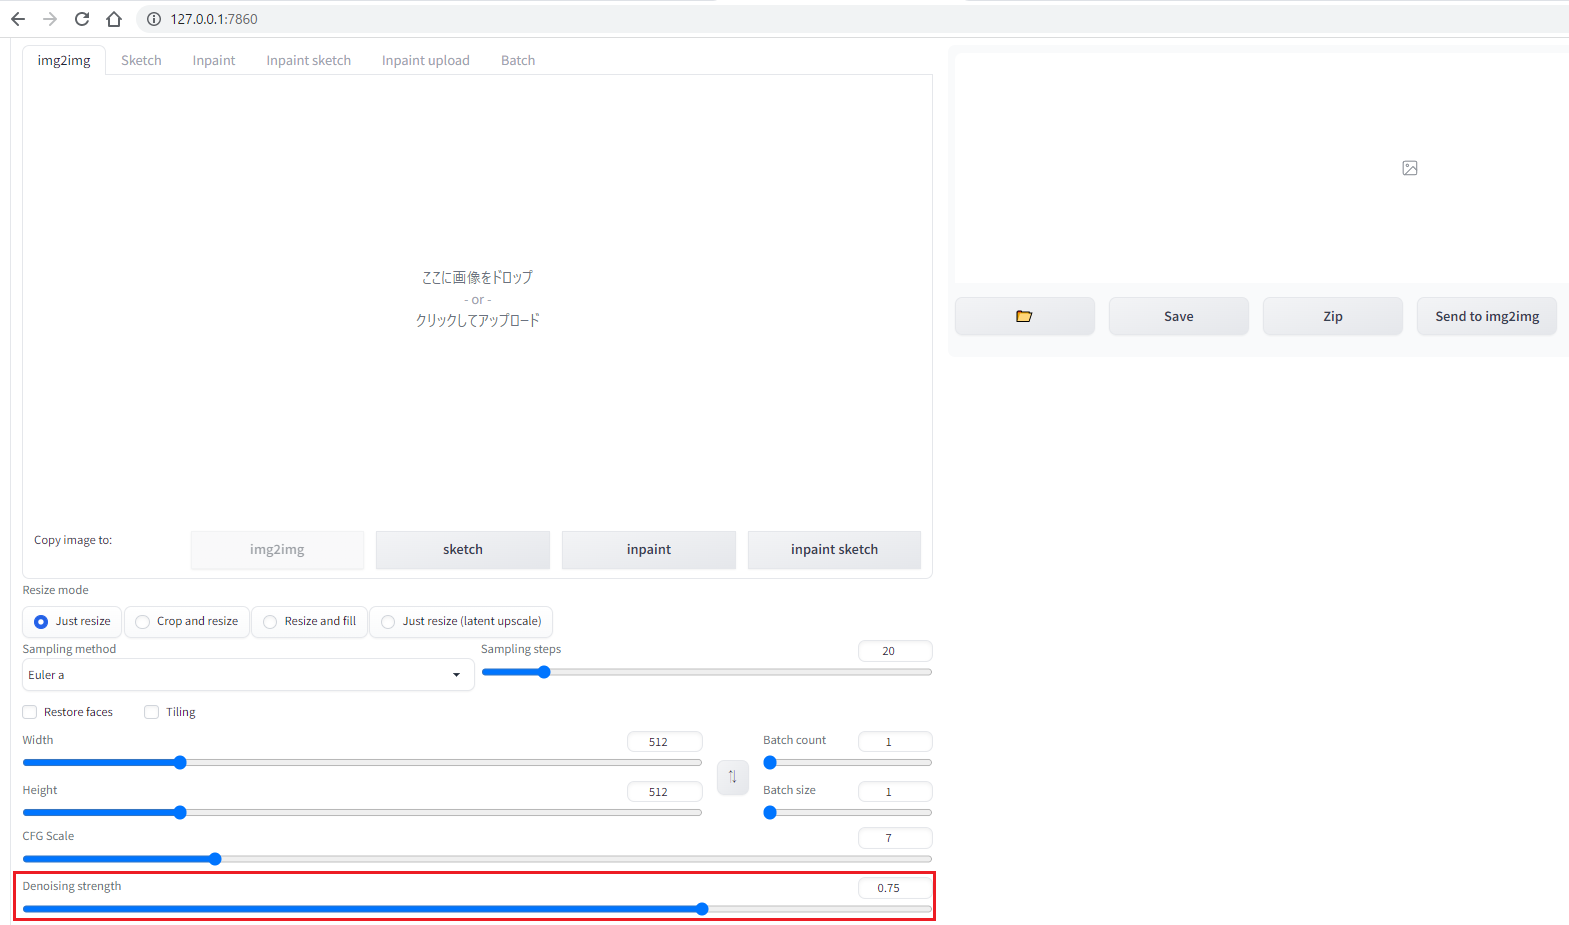 127.0.0.1:7860
img2img Sketch Inpaint Inpaint sketch Inpaint upload Batch
ここに画像をドロップ
- or -
クリックしてアップロード
Save Zip Send to img2img
Copy image to: img2img sketch inpaint inpaint sketch
Resize mode
Just resize Crop and resize Resize and fill Just resize (latent upscale)
Sampling method Sampling steps 20
Euler a
Restore faces Tiling
Width 512 Batch count 1
Height 512 Batch size 1
CFG Scale 7
Denoising strength 0.75